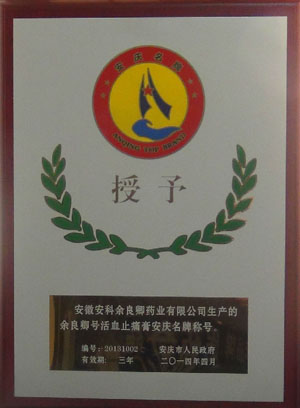 安庆名牌
ANQING TOP BRAND
授予
安徽安科余良卿药业有限公司生产的
余良卿号活血止痛膏安庆名牌称号。
编号：20131002 安庆市人民政府
有效期：三年 二〇一四年四月